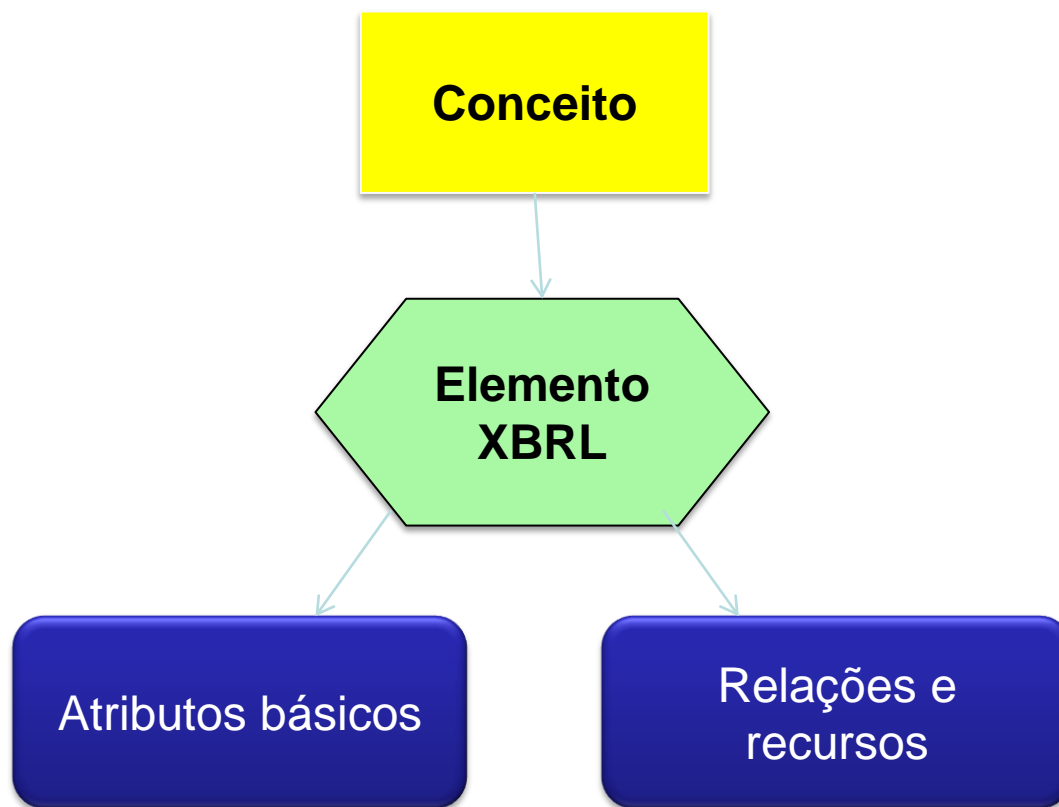 Conceito
Elemento
XBRL
Atributos básicos
Relações e
recursos